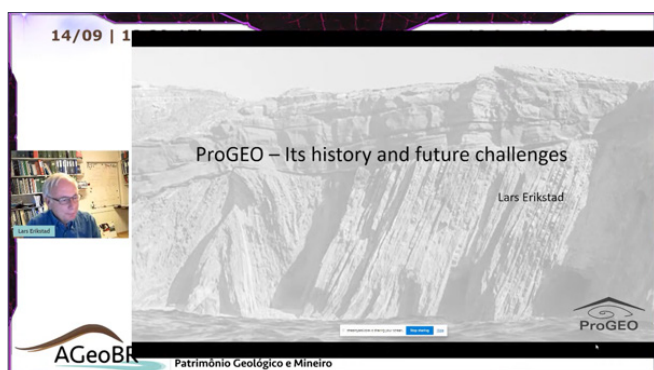 14/09 | 1
ProGEO – Its history and future challenges
Lars Erikstad
Lars Erikstad
ProGEO
AGeoBR
Patrimônio Geológico e Mineiro